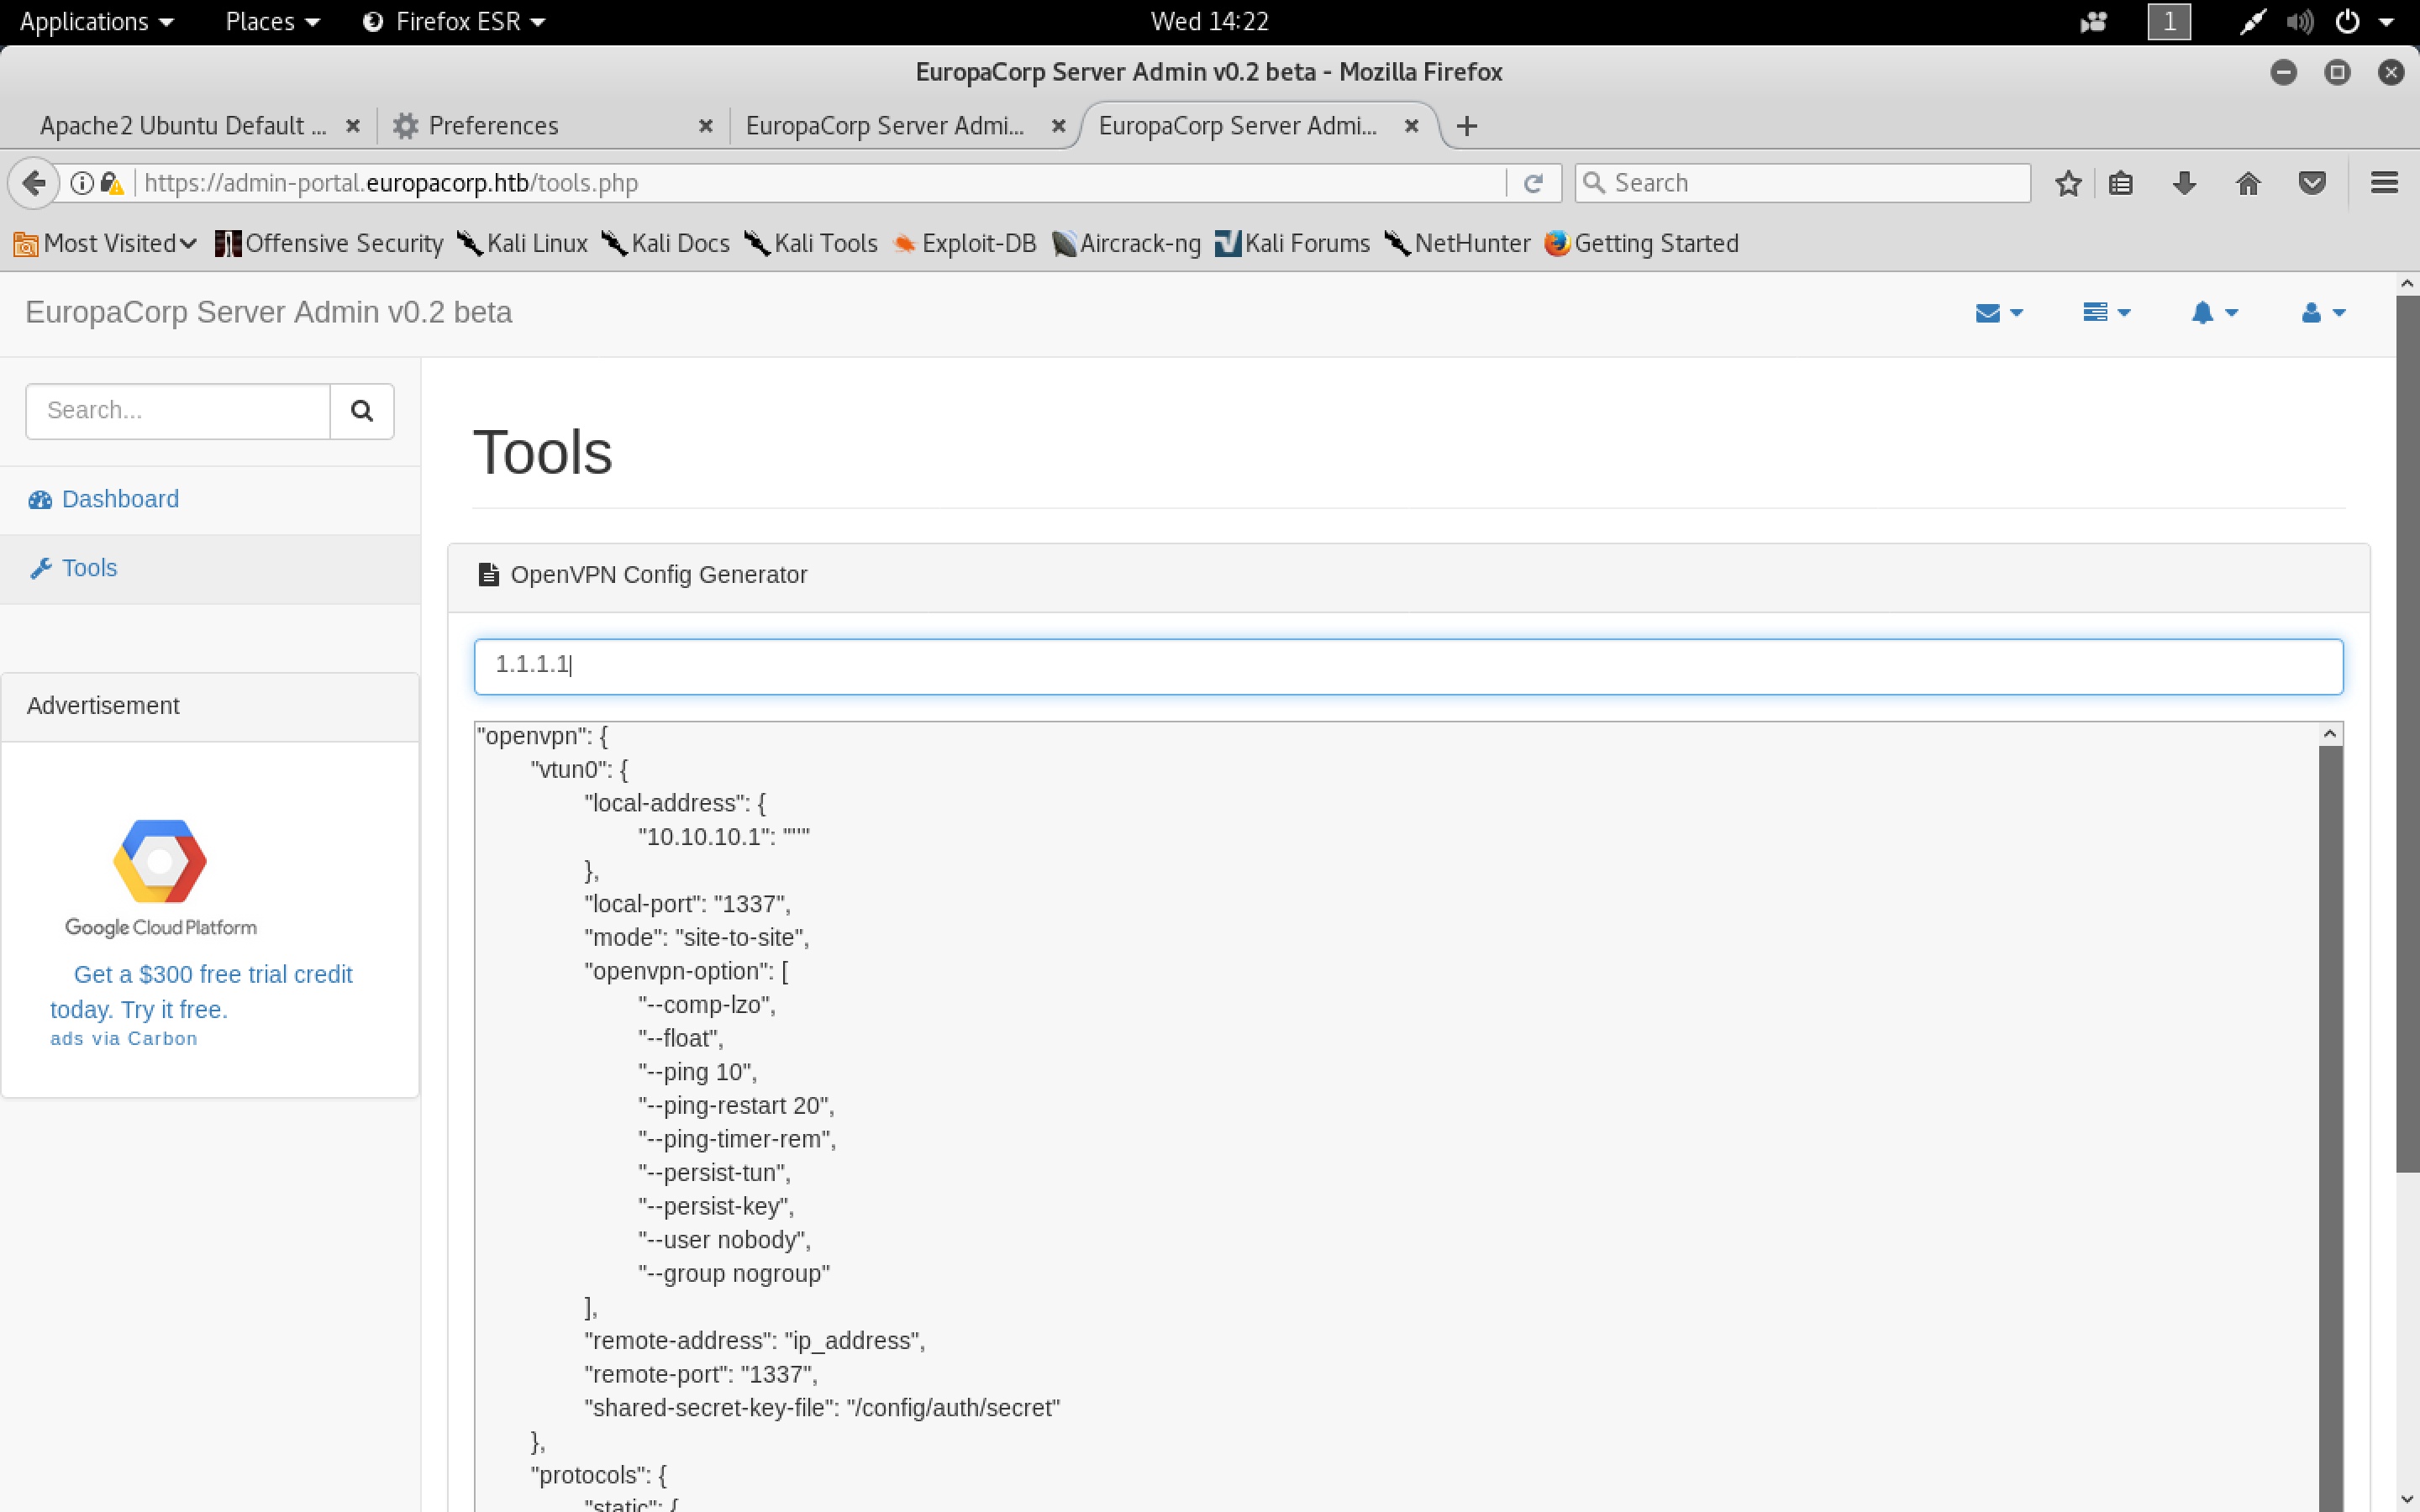 Applications Places Firefox ESR Wed 14:22 1
EuropaCorp Server Admin v0.2 beta - Mozilla Firefox
Apache2 Ubuntu Default ... Preferences EuropaCorp Server Admi... EuropaCorp Server Admi...
https://admin-portal.europacorp.htb/tools.php Search
Most Visited Offensive Security Kali Linux Kali Docs Kali Tools Exploit-DB Aircrack-ng Kali Forums NetHunter Getting Started
EuropaCorp Server Admin v0.2 beta
Search...
Dashboard
Tools
Advertisement
Google Cloud Platform
Get a $300 free trial credit
today. Try it free.
ads via Carbon
Tools
OpenVPN Config Generator
1.1.1.1
"openvpn": {
"vtun0": {
"local-address": {
"10.10.10.1": """
},
"local-port": "1337",
"mode": "site-to-site",
"openvpn-option": [
"--comp-lzo",
"--float",
"--ping 10",
"--ping-restart 20",
"--ping-timer-rem",
"--persist-tun",
"--persist-key",
"--user nobody",
"--group nogroup"
],
"remote-address": "ip_address",
"remote-port": "1337",
"shared-secret-key-file": "/config/auth/secret"
},
"protocols": {
"static": {